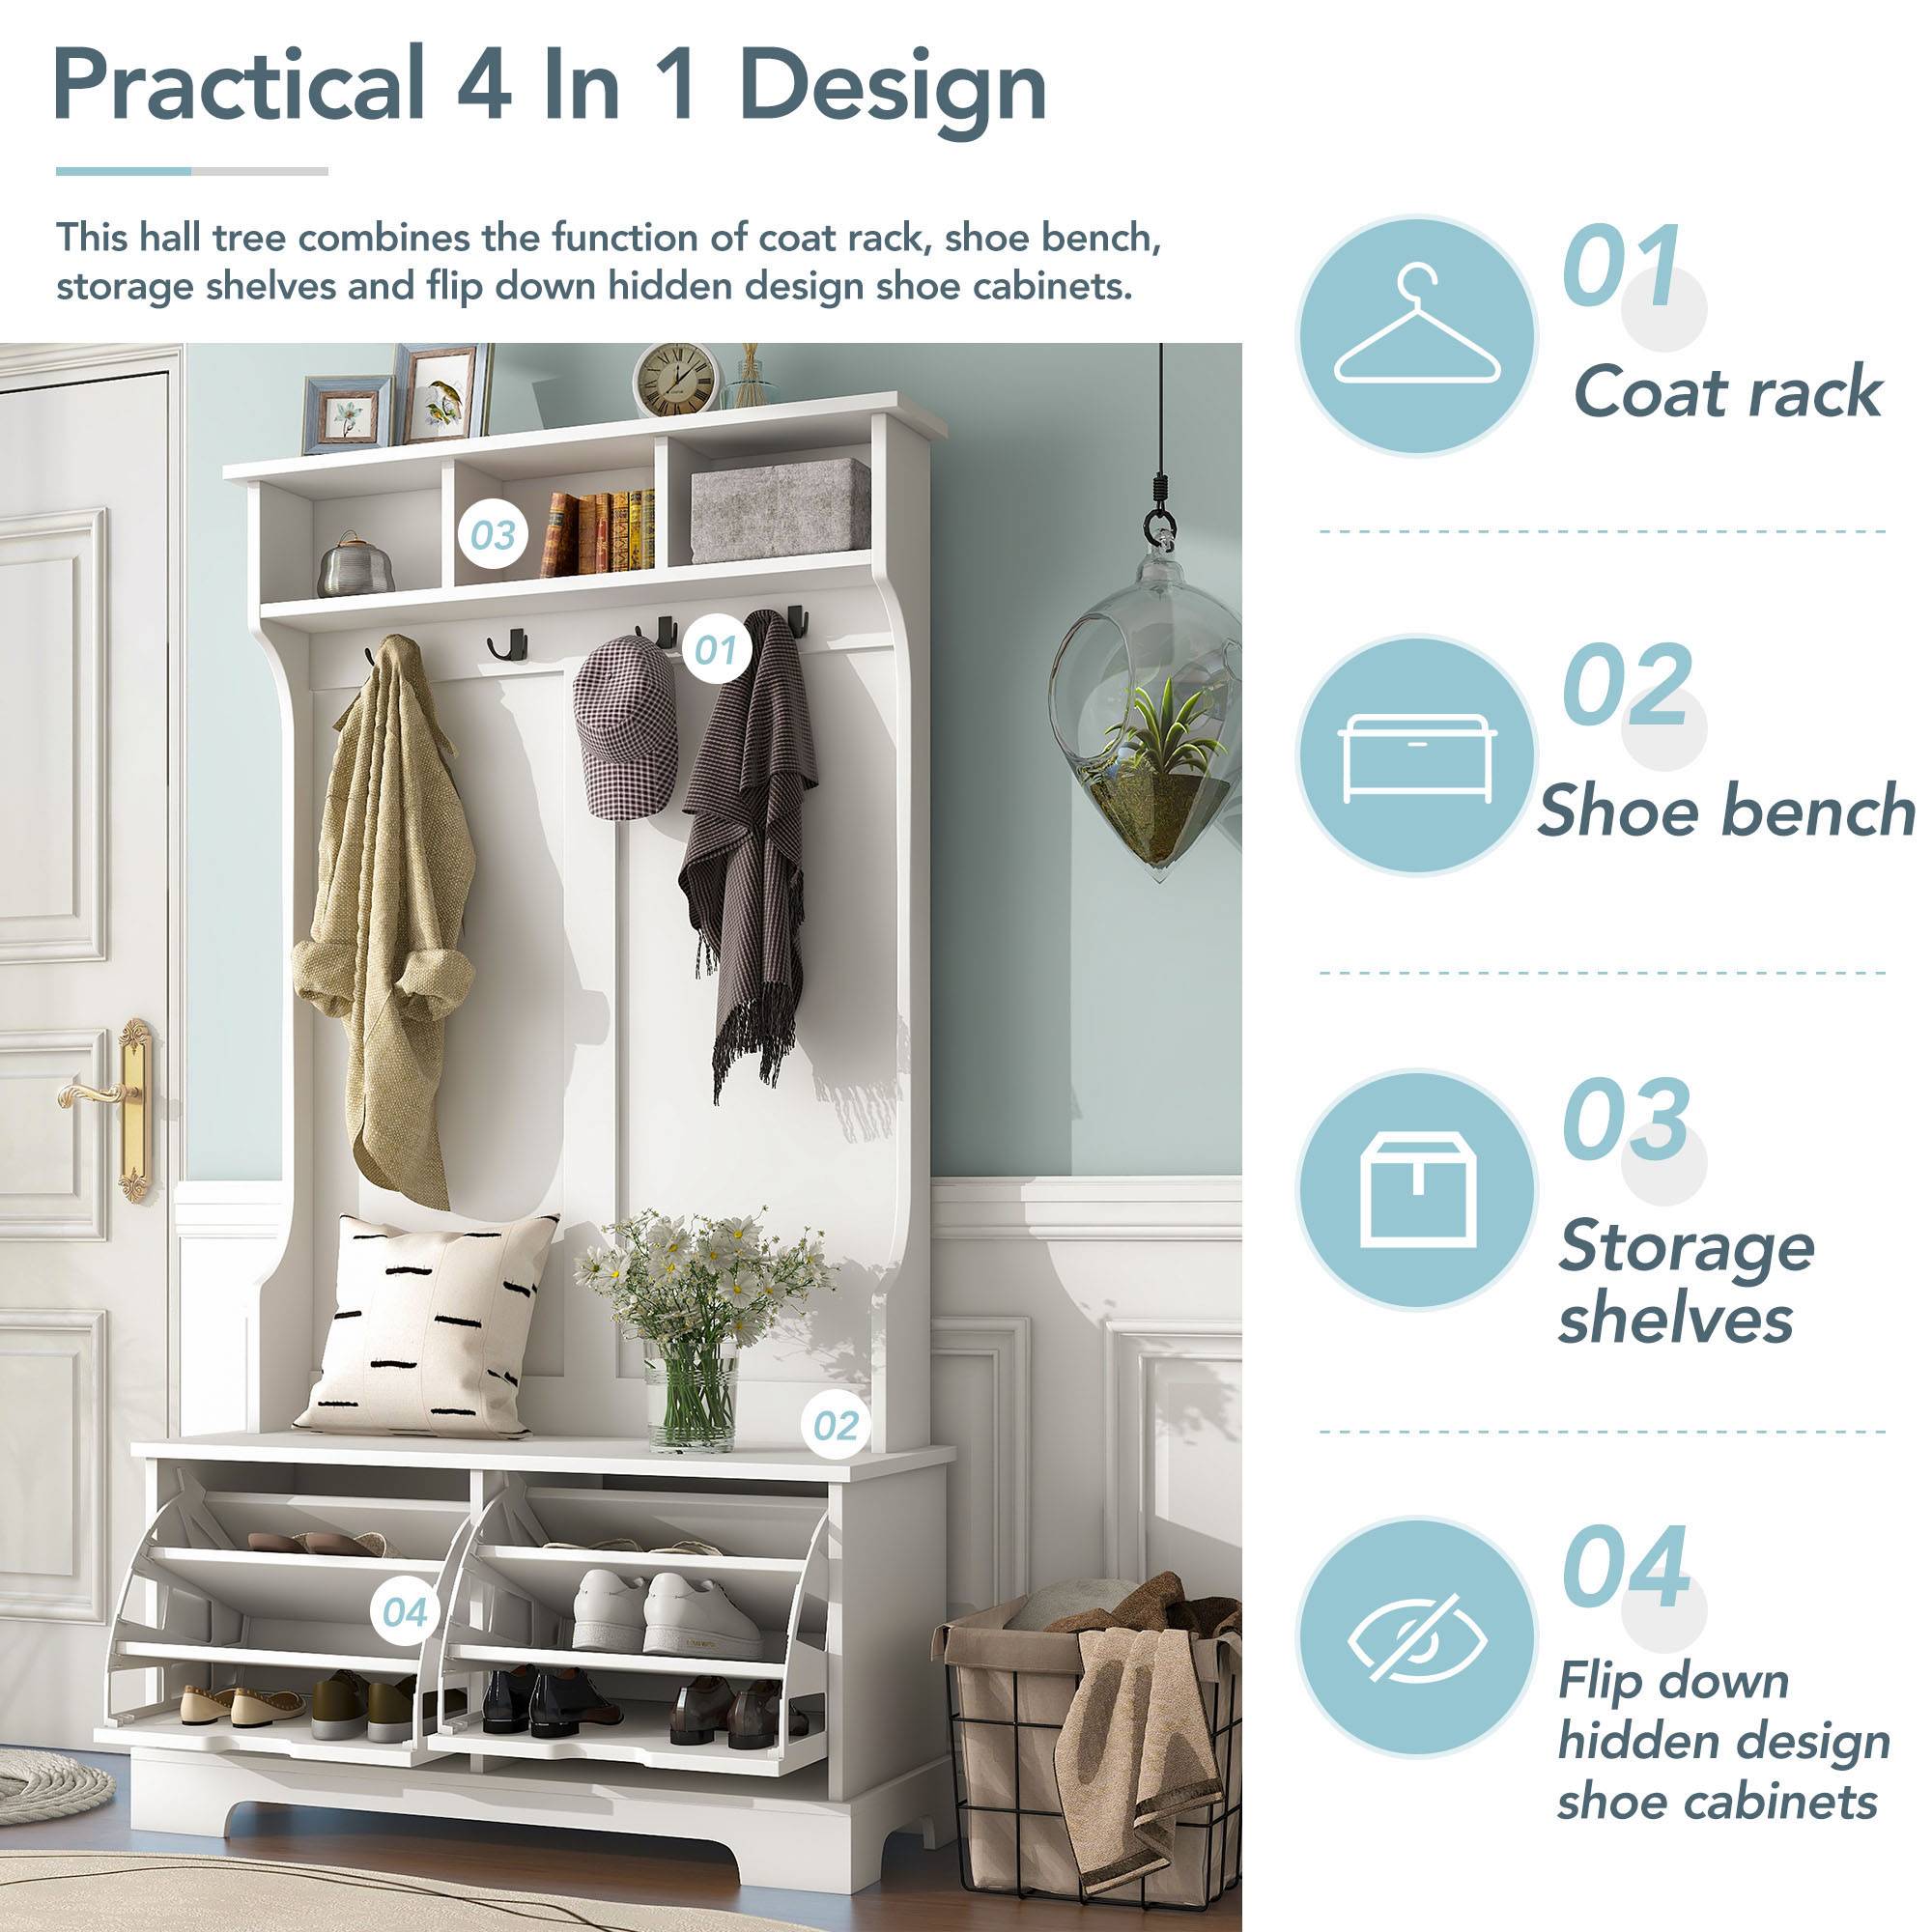 Practical 4 In 1 Design
This hall tree combines the function of coat rack, shoe bench,
storage shelves and flip down hidden design shoe cabinets.
01
Coat rack
02
Shoe bench
03
Storage
shelves
04
Flip down
hidden design
shoe cabinets
03
01
02
04